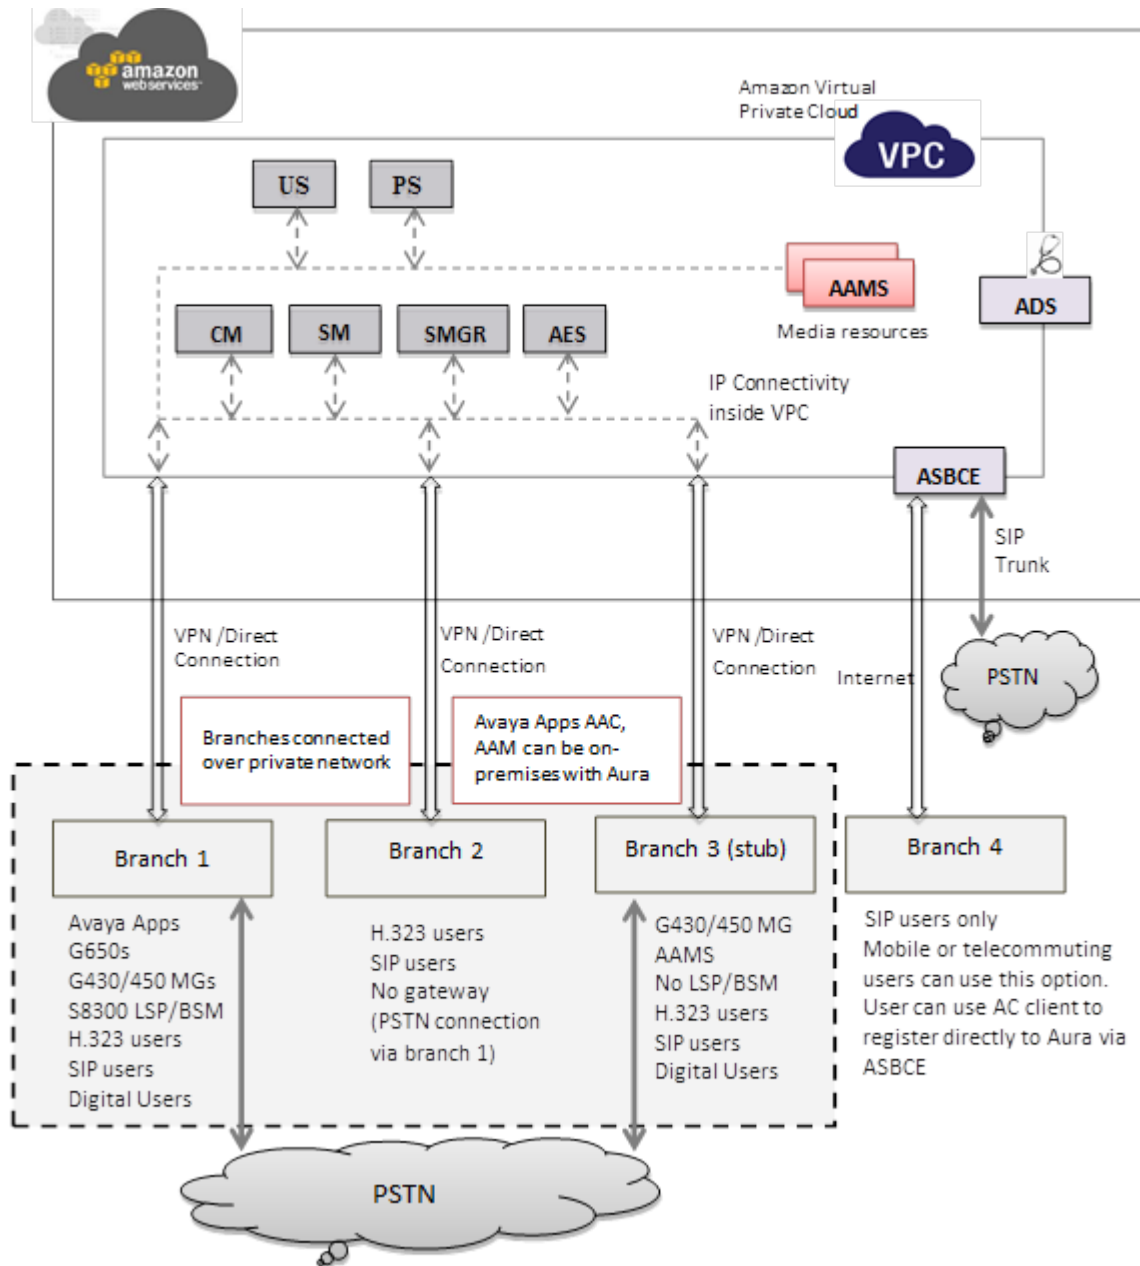 amazon
webservices™
Amazon Virtual
Private Cloud
VPC
US
PS
AAMS
Media resources
ADS
CM
SM
SMGR
AES
IP Connectivity
inside VPC
ASBCE
SIP
Trunk
VPN /Direct
Connection
VPN /Direct
Connection
VPN /Direct
Connection
Internet
PSTN
Branches connected
over private network
Avaya Apps AAC,
AAM can be on-
premises with Aura
Branch 1
Branch 2
Branch 3 (stub)
Branch 4
Avaya Apps
G650s
G430/450 MGs
S8300 LSP/BSM
H.323 users
SIP users
Digital Users
H.323 users
SIP users
No gateway
(PSTN connection
via branch 1)
G430/450 MG
AAMS
No LSP/BSM
H.323 users
SIP users
Digital Users
SIP users only
Mobile or telecommuting
users can use this option.
User can use AC client to
register directly to Aura via
ASBCE
PSTN